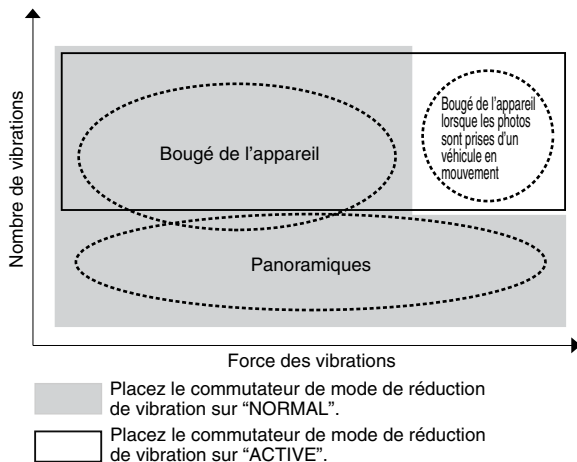 Nombre de vibrations
Bougé de l'appareil
Bougé de l'appareil
lorsque les photos
sont prises d'un
véhicule en
mouvement
Panoramiques
Force des vibrations
Placez le commutateur de mode de réduction
de vibration sur “NORMAL”.
Placez le commutateur de mode de réduction
de vibration sur “ACTIVE”.